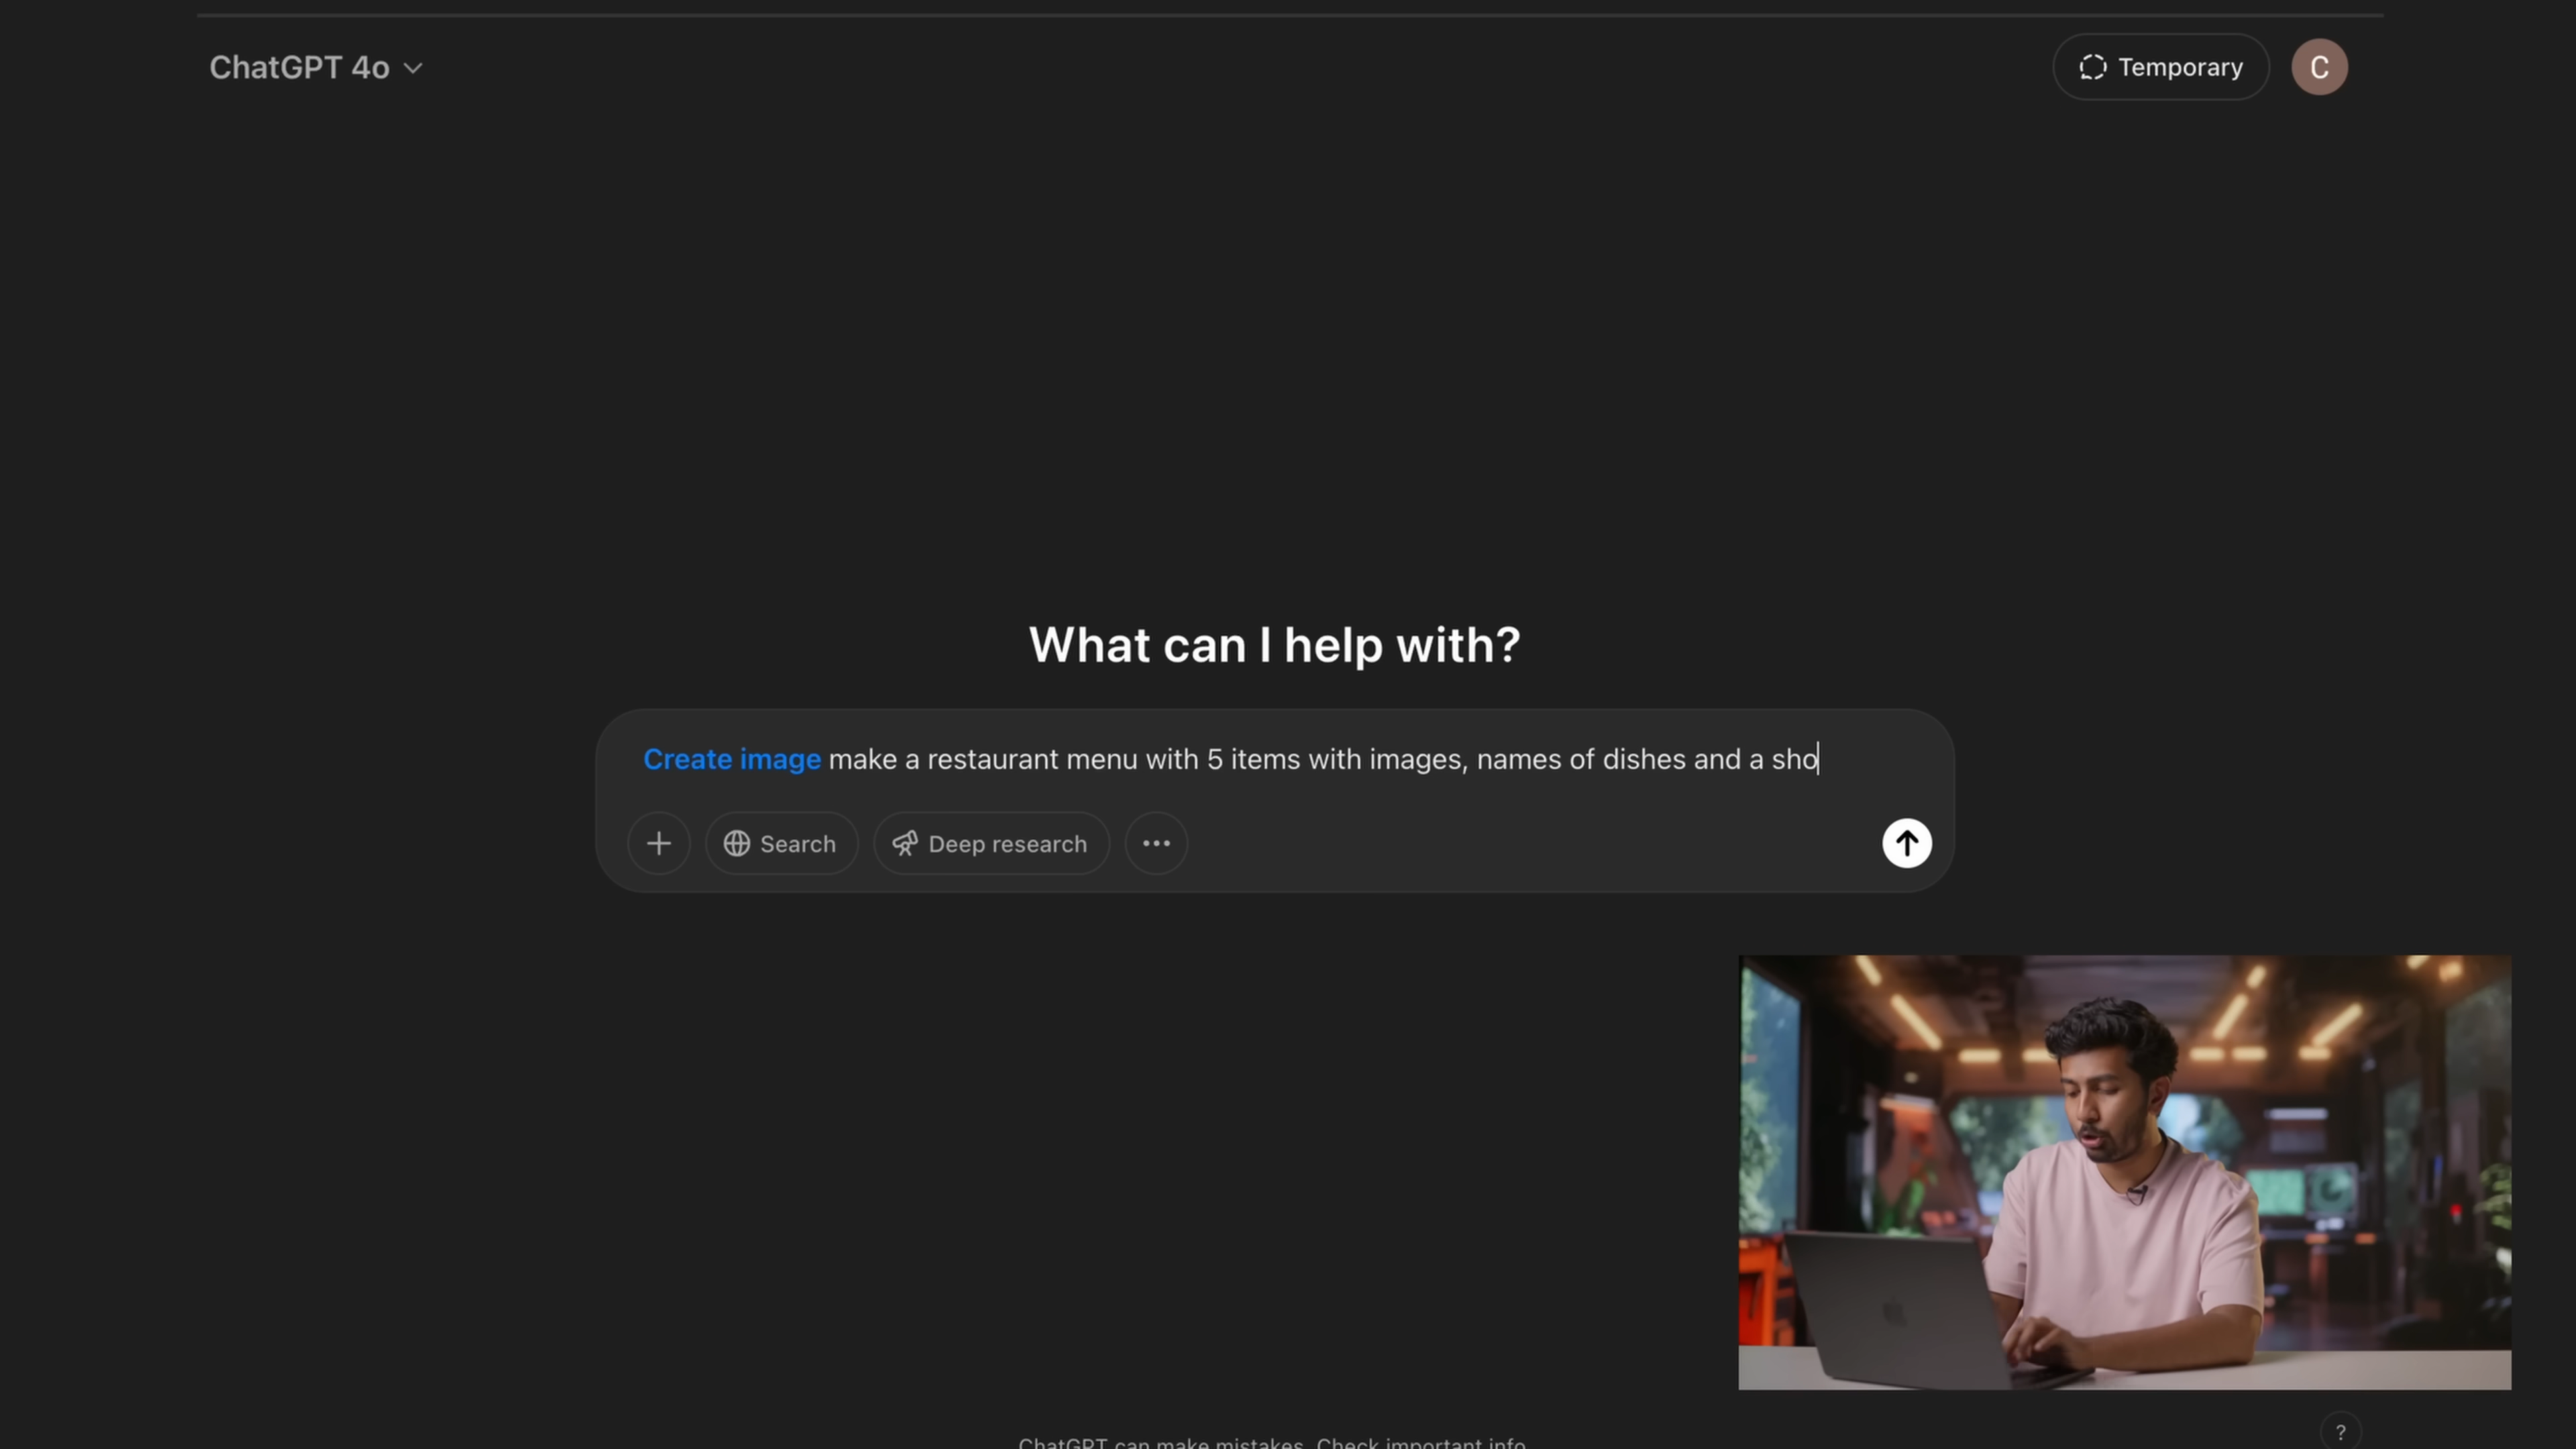 ChatGPT 4o
Temporary
C
What can I help with?
Create image make a restaurant menu with 5 items with images, names of dishes and a sho
Search
Deep research
ChatGPT can make mistakes. Check important info.
?